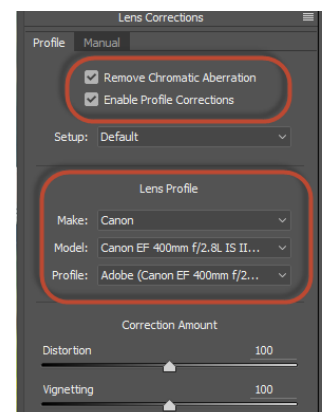 Lens Corrections
Profile Manual
Remove Chromatic Aberration
Enable Profile Corrections
Setup: Default
Lens Profile
Make: Canon
Model: Canon EF 400mm f/2.8L IS II...
Profile: Adobe (Canon EF 400mm f/2...
Correction Amount
Distortion 100
Vignetting 100